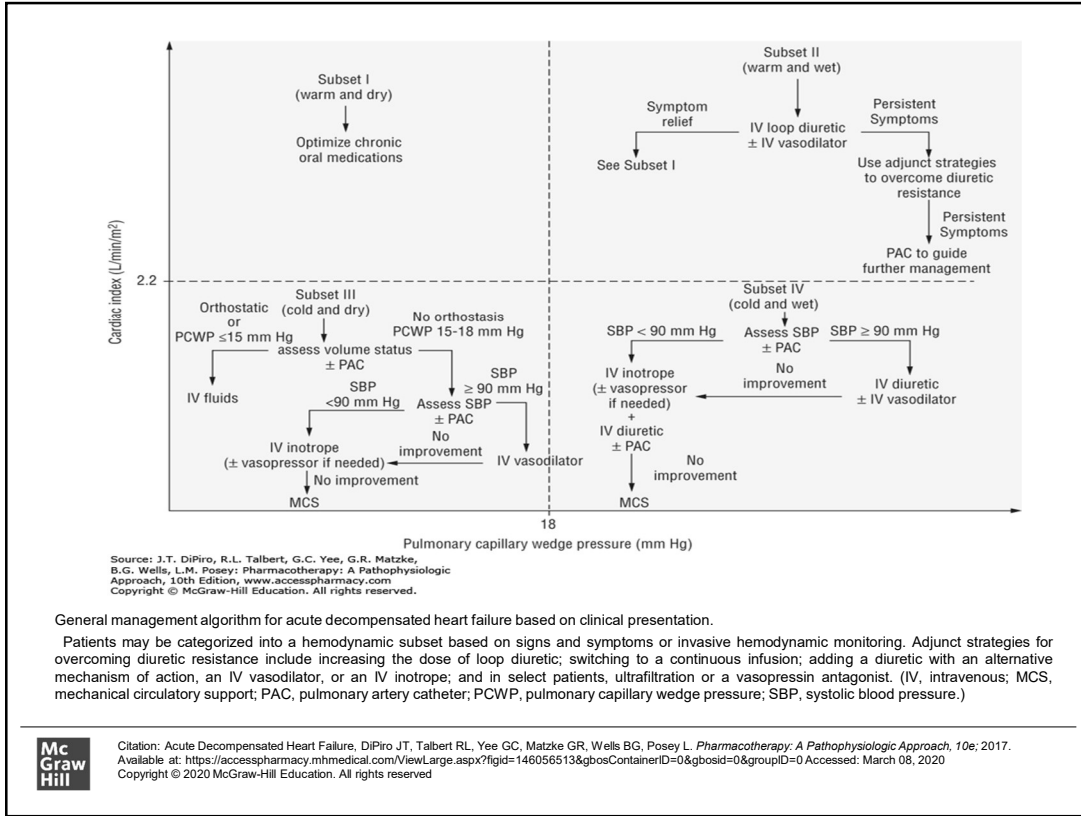 Subset I
(warm and dry)
Optimize chronic
oral medications
Subset II
(warm and wet)
Symptom
relief
IV loop diuretic
± IV vasodilator
Persistent
Symptoms
See Subset I
Use adjunct strategies
to overcome diuretic
resistance
Persistent
Symptoms
PAC to guide
further management
Cardiac index (L/min/m²)
2.2
Subset III
(cold and dry)
Orthostatic
or
PCWP ≤15 mm Hg
No orthostasis
PCWP 15-18 mm Hg
assess volume status
± PAC
IV fluids
SBP
<90 mm Hg
Assess SBP
± PAC
SBP
≥ 90 mm Hg
No
improvement
IV inotrope
(± vasopressor if needed)
IV vasodilator
No improvement
MCS
Subset IV
(cold and wet)
SBP < 90 mm Hg
Assess SBP
± PAC
SBP ≥ 90 mm Hg
No
improvement
IV inotrope
(± vasopressor
if needed)
+
IV diuretic
± PAC
IV diuretic
± IV vasodilator
No
improvement
MCS
18
Pulmonary capillary wedge pressure (mm Hg)
Source: J.T. DiPiro, R.L. Talbert, G.C. Yee, G.R. Matzke,
B.G. Wells, L.M. Posey: Pharmacotherapy: A Pathophysiologic
Approach, 10th Edition, www.accesspharmacy.com
Copyright © McGraw-Hill Education. All rights reserved.
General management algorithm for acute decompensated heart failure based on clinical presentation.
Patients may be categorized into a hemodynamic subset based on signs and symptoms or invasive hemodynamic monitoring. Adjunct strategies for
overcoming diuretic resistance include increasing the dose of loop diuretic; switching to a continuous infusion; adding a diuretic with an alternative
mechanism of action, an IV vasodilator, or an IV inotrope; and in select patients, ultrafiltration or a vasopressin antagonist. (IV, intravenous; MCS,
mechanical circulatory support; PAC, pulmonary artery catheter; PCWP, pulmonary capillary wedge pressure; SBP, systolic blood pressure.)
Mc
Graw
Hill
Citation: Acute Decompensated Heart Failure, DiPiro JT, Talbert RL, Yee GC, Matzke GR, Wells BG, Posey L. Pharmacotherapy: A Pathophysiologic Approach, 10e; 2017.
Available at: https://accesspharmacy.mhmedical.com/ViewLarge.aspx?figid=146056513&gbosContainerID=0&gbosid=0&groupID=0 Accessed: March 08, 2020
Copyright © 2020 McGraw-Hill Education. All rights reserved